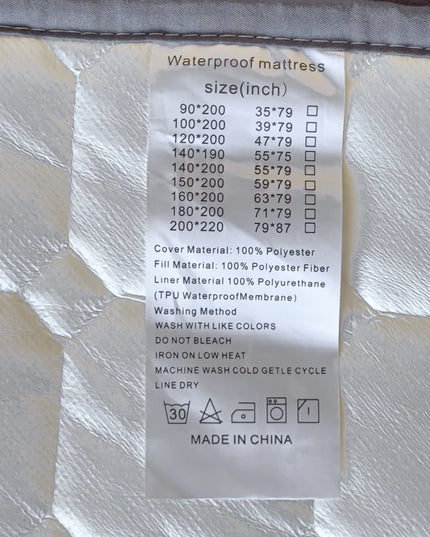 Waterproof mattress
size(inch）
90*200 35*79 □
100*200 39*79 □
120*200 47*79 □
140*190 55*75 □
140*200 55*79 □
150*200 59*79 □
160*200 63*79 □
180*200 71*79 □
200*220 79*87 □
Cover Material: 100% Polyester
Fill Material: 100% Polyester Fiber
Liner Material 100% Polyurethane
(TPU WaterproofMembrane)
Washing Method
WASH WITH LIKE COLORS
DO NOT BLEACH
IRON ON LOW HEAT
MACHINE WASH COLD GETLE CYCLE
LINE DRY
30
MADE IN CHINA